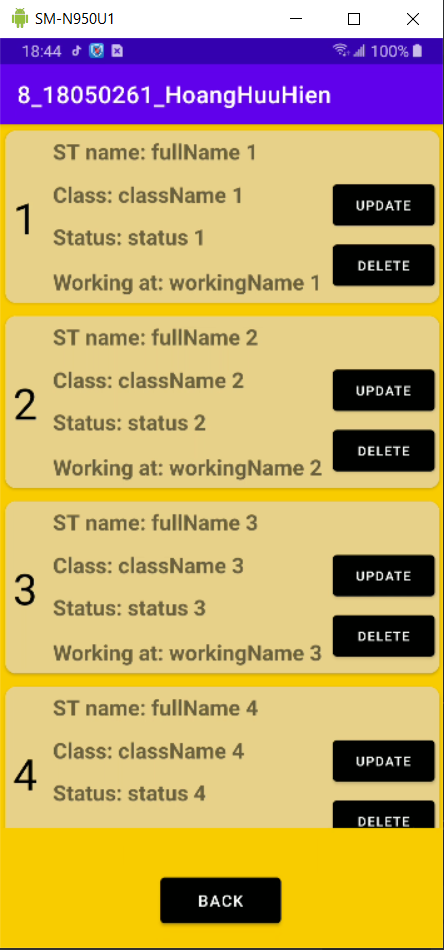 SM-N950U1
18:44
100%
8_18050261_HoangHuuHien
ST name: fullName 1
Class: className 1
1
UPDATE
Status: status 1
DELETE
Working at: workingName 1
ST name: fullName 2
Class: className 2
2
UPDATE
Status: status 2
DELETE
Working at: workingName 2
ST name: fullName 3
Class: className 3
3
UPDATE
Status: status 3
DELETE
Working at: workingName 3
ST name: fullName 4
Class: className 4
4
UPDATE
Status: status 4
DELETE
BACK